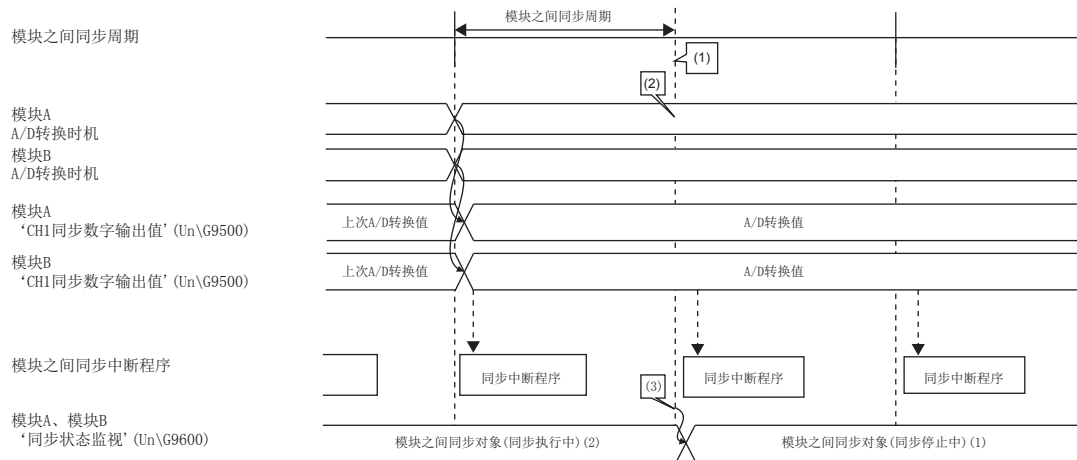 模块之间同步周期
模块之间同步周期
(1)
(2)
模块A
A/D转换时机
模块B
A/D转换时机
模块A
‘CH1同步数字输出值’(Un\G9500)
上次A/D转换值
A/D转换值
模块B
‘CH1同步数字输出值’(Un\G9500)
上次A/D转换值
A/D转换值
模块之间同步中断程序
同步中断程序
同步中断程序
同步中断程序
(3)
模块A、模块B
‘同步状态监视’(Un\G9600)
模块之间同步对象(同步执行中)(2)
模块之间同步对象(同步停止中)(1)